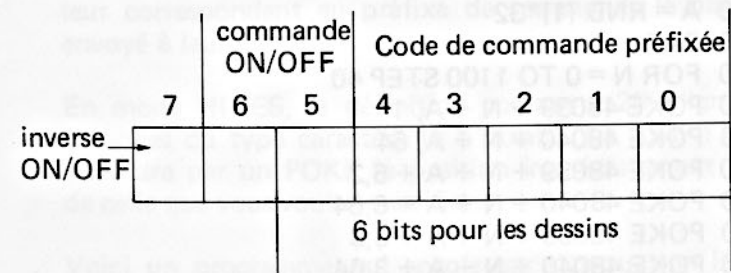 commande
ON/OFF
Code de commande préfixée
7 6 5 4 3 2 1 0
inverse
ON/OFF
6 bits pour les dessins